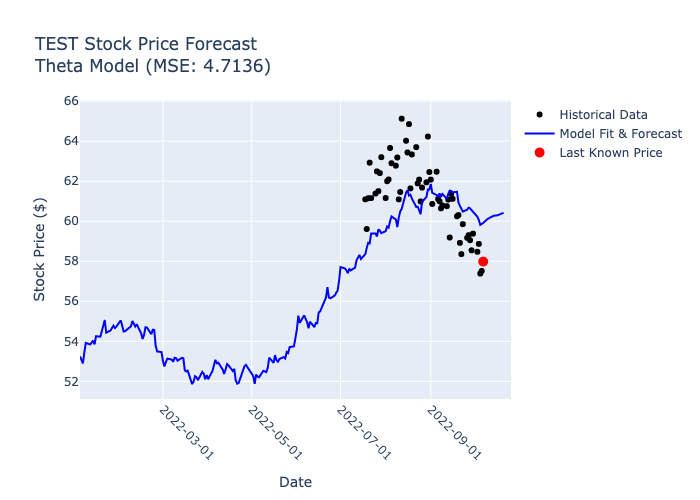 TEST Stock Price Forecast
Theta Model (MSE: 4.7136)
66
64
62
60
58
56
54
52
Stock Price ($)
2022-03-01
2022-05-01
2022-07-01
2022-09-01
Date
Historical Data
Model Fit & Forecast
Last Known Price